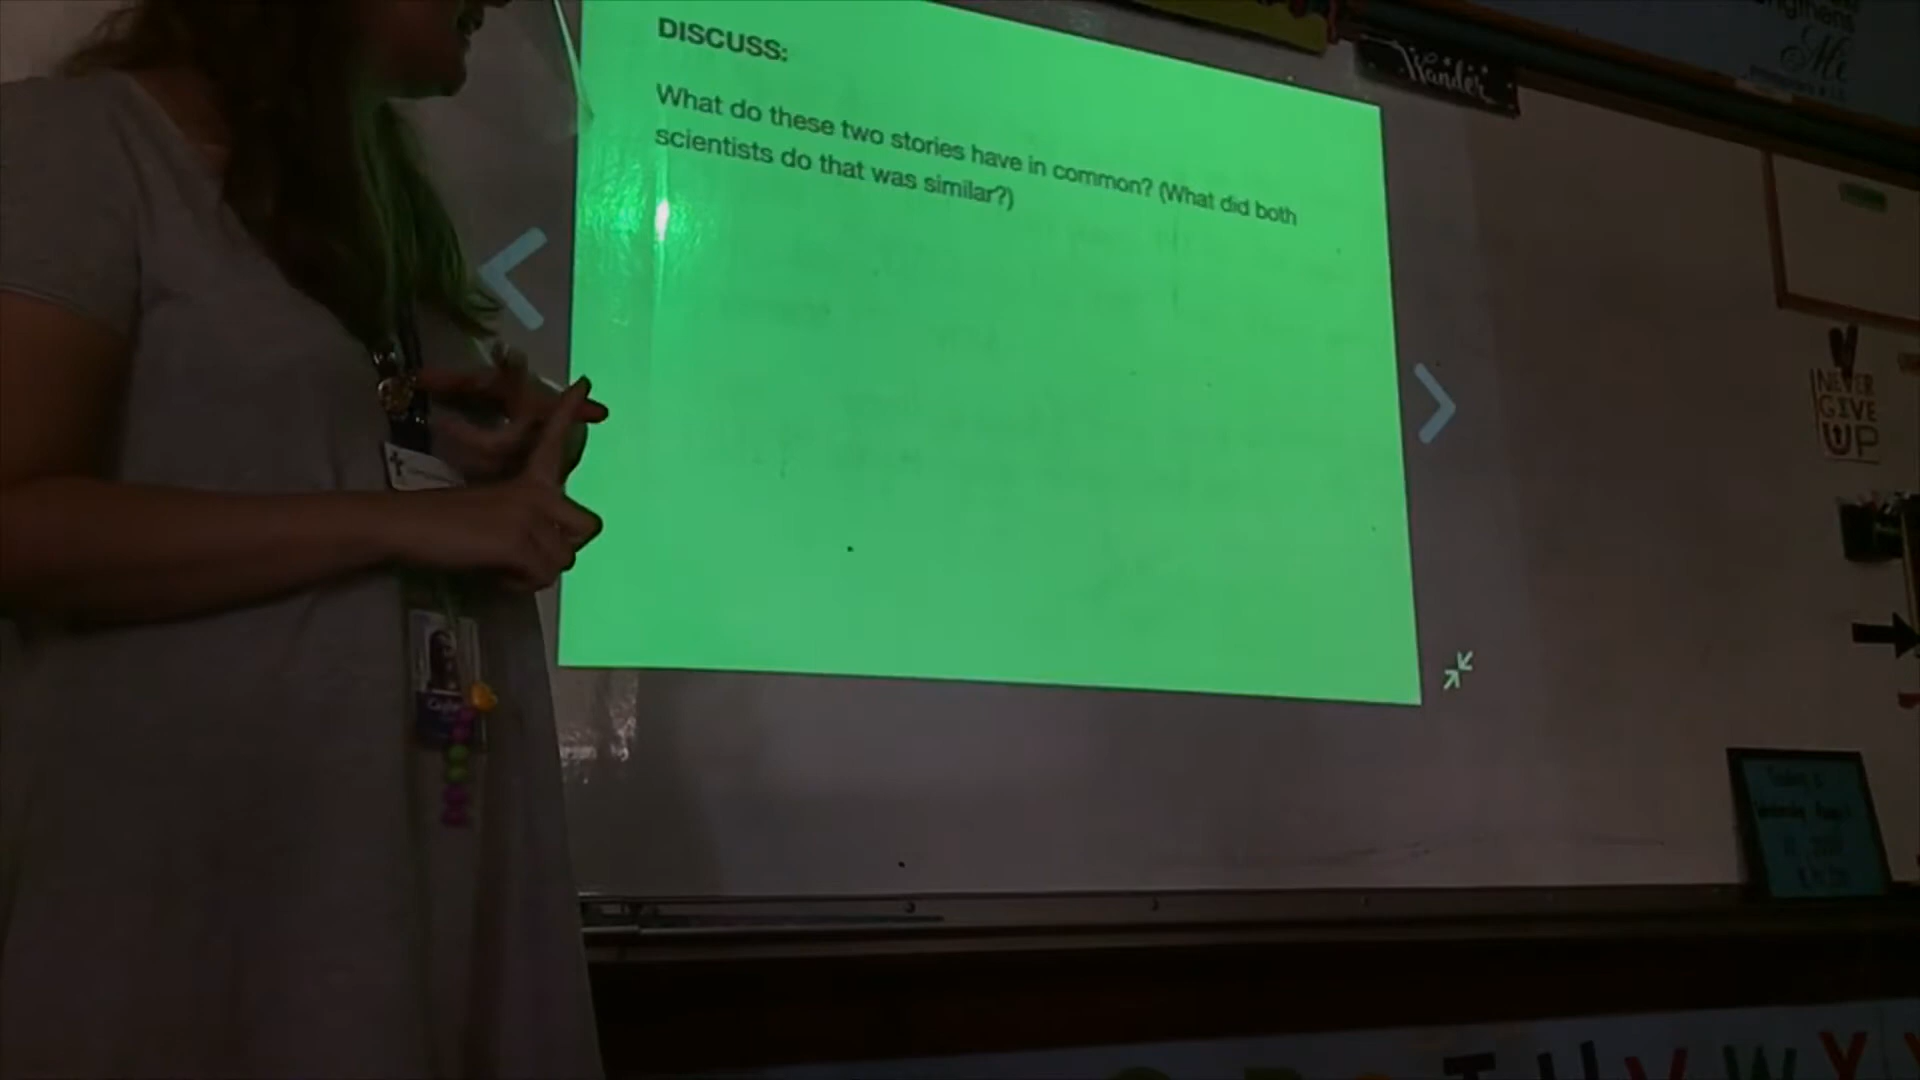 DISCUSS:
What do these two stories have in common? (What did both
scientists do that was similar?)
Wander
NEVER
GIVE
UP
T U V W X Y